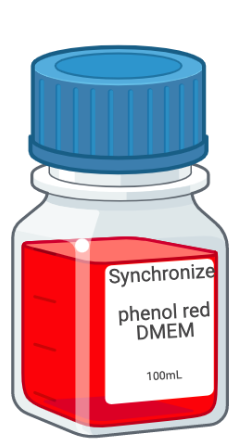 Synchronize
phenol red
DMEM
100mL